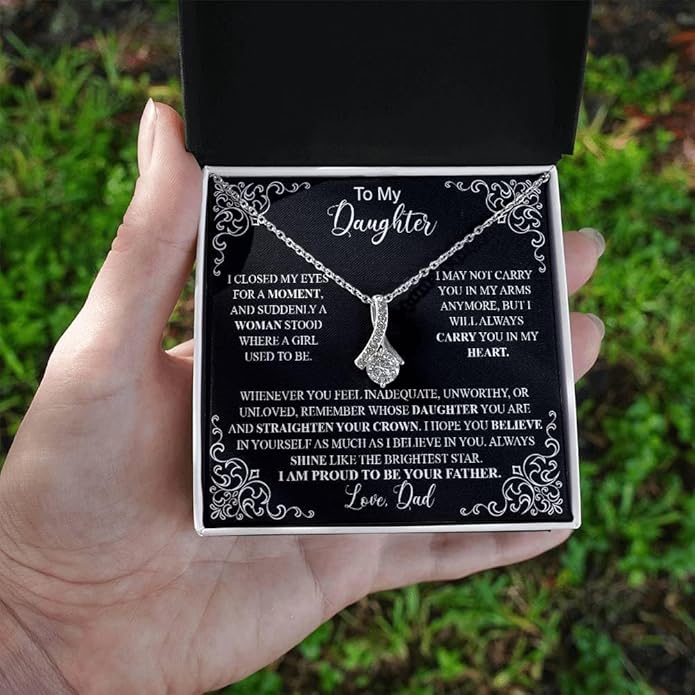 To My
Daughter
I CLOSED MY EYES
FOR A MOMENT,
AND SUDDENLY A
WOMAN STOOD
WHERE A GIRL
USED TO BE.
I MAY NOT CARRY
YOU IN MY ARMS
ANYMORE, BUT I
WILL ALWAYS
CARRY YOU IN MY
HEART.
WHENEVER YOU FEEL INADEQUATE, UNWORTHY, OR
UNLOVED, REMEMBER WHOSE DAUGHTER YOU ARE
AND STRAIGHTEN YOUR CROWN. I HOPE YOU BELIEVE
IN YOURSELF AS MUCH AS I BELIEVE IN YOU. ALWAYS
SHINE LIKE THE BRIGHTEST STAR.
I AM PROUD TO BE YOUR FATHER.
Love, Dad